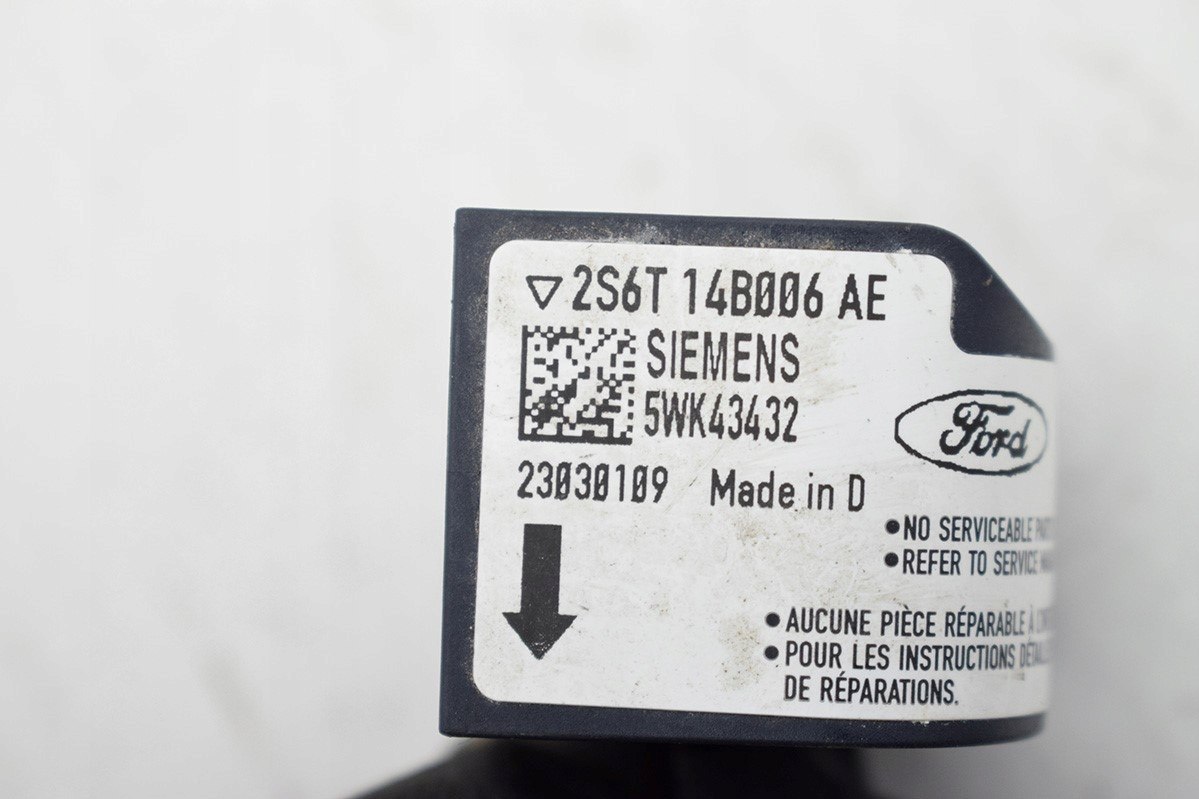 2S6T 14B006 AE
SIEMENS
5WK43432
Ford
23030109 Made in D
•NO SERVICEABLE
•REFER TO SERVICE
•AUCUNE PIÈCE RÉPARABLE À
•POUR LES INSTRUCTIONS
DE RÉPARATIONS.